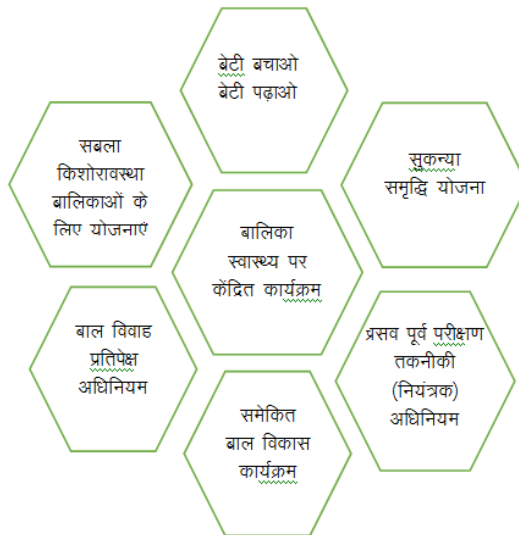 बेटी बचाओ
बेटी पढ़ाओ
सबला
किशोरावस्था
बालिकाओं के
लिए योजनाएं
सुकन्या
समृद्धि योजना
बालिका
स्वास्थ्य पर
केंद्रित कार्यक्रम
बाल विवाह
प्रतिपेक्ष
अधिनियम
प्रसव पूर्व परीक्षण
तकनीकी
(नियंत्रक)
अधिनियम
समेकित
बाल विकास
कार्यक्रम